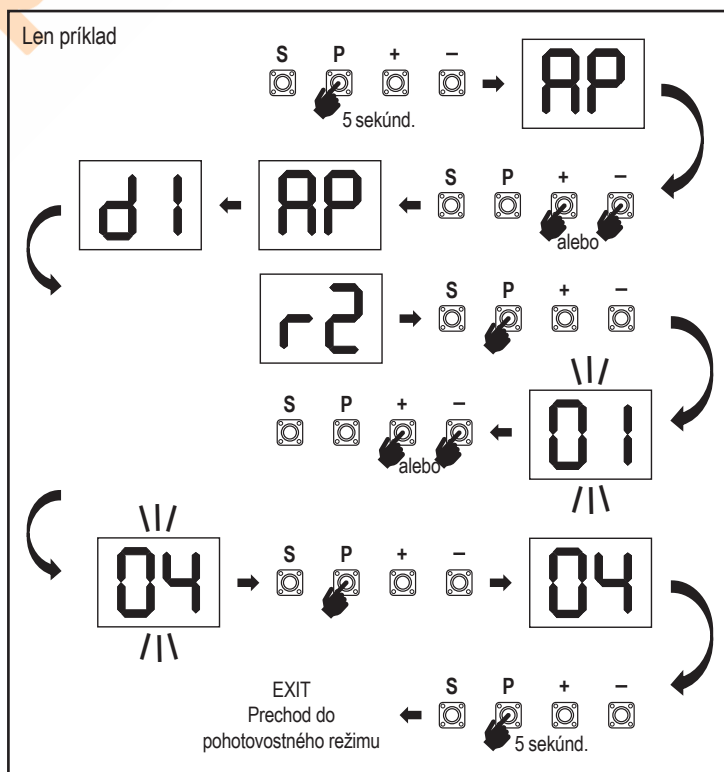 Len príklad
S P + –
5 sekúnd.
AP
S P + –
alebo
AP
d1
r2
S P + –
01
S P + –
alebo
04
S P + –
04
S P + –
5 sekúnd.
EXIT
Prechod do
pohotovostného režimu